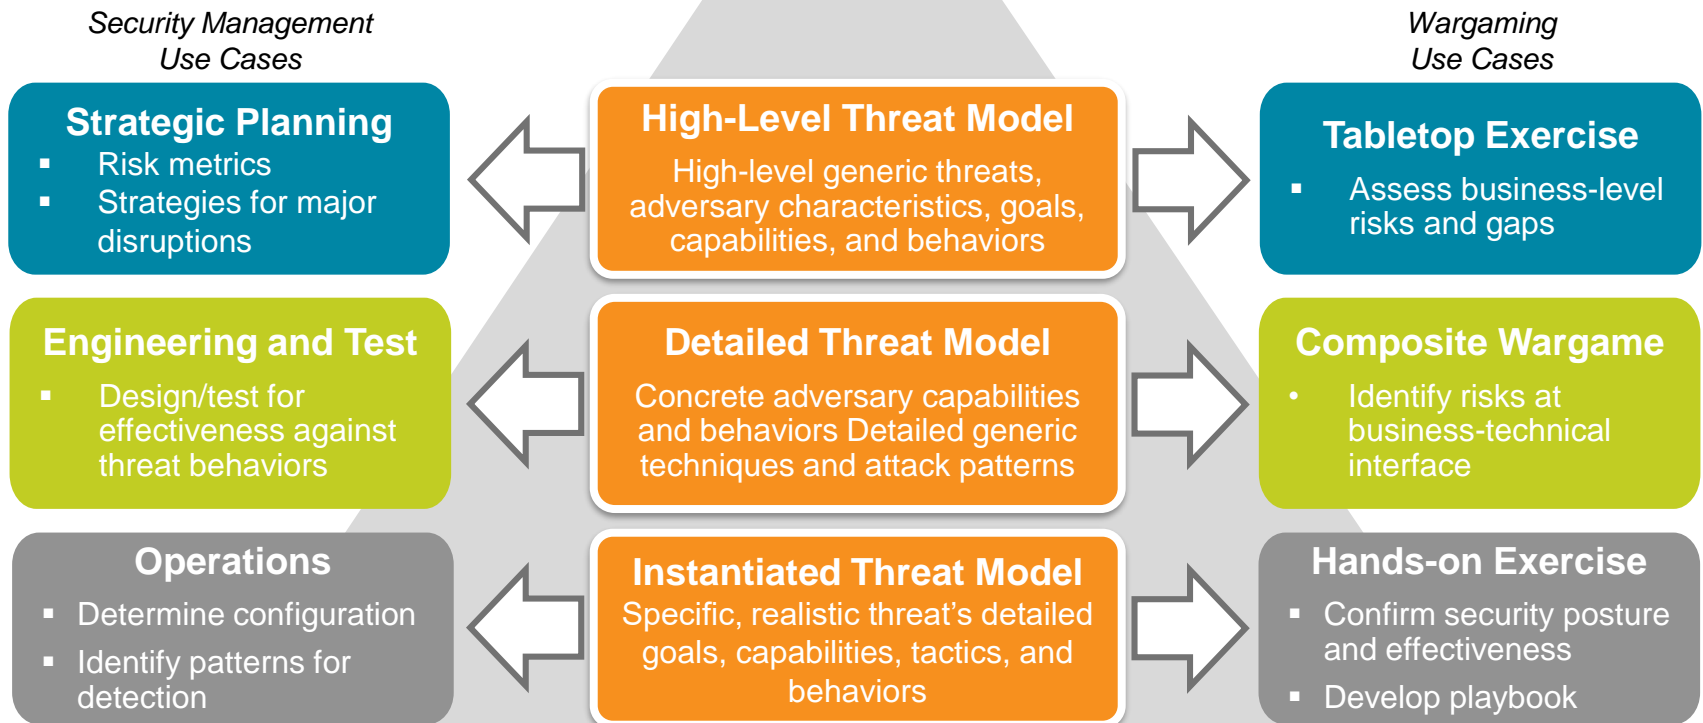 Security Management
Use Cases
Wargaming
Use Cases
Strategic Planning
▪ Risk metrics
▪ Strategies for major
disruptions
High-Level Threat Model
High-level generic threats,
adversary characteristics, goals,
capabilities, and behaviors
Tabletop Exercise
▪ Assess business-level
risks and gaps
Engineering and Test
▪ Design/test for
effectiveness against
threat behaviors
Detailed Threat Model
Concrete adversary capabilities
and behaviors Detailed generic
techniques and attack patterns
Composite Wargame
• Identify risks at
business-technical
interface
Operations
▪ Determine configuration
▪ Identify patterns for
detection
Instantiated Threat Model
Specific, realistic threat's detailed
goals, capabilities, tactics, and
behaviors
Hands-on Exercise
▪ Confirm security posture
and effectiveness
▪ Develop playbook